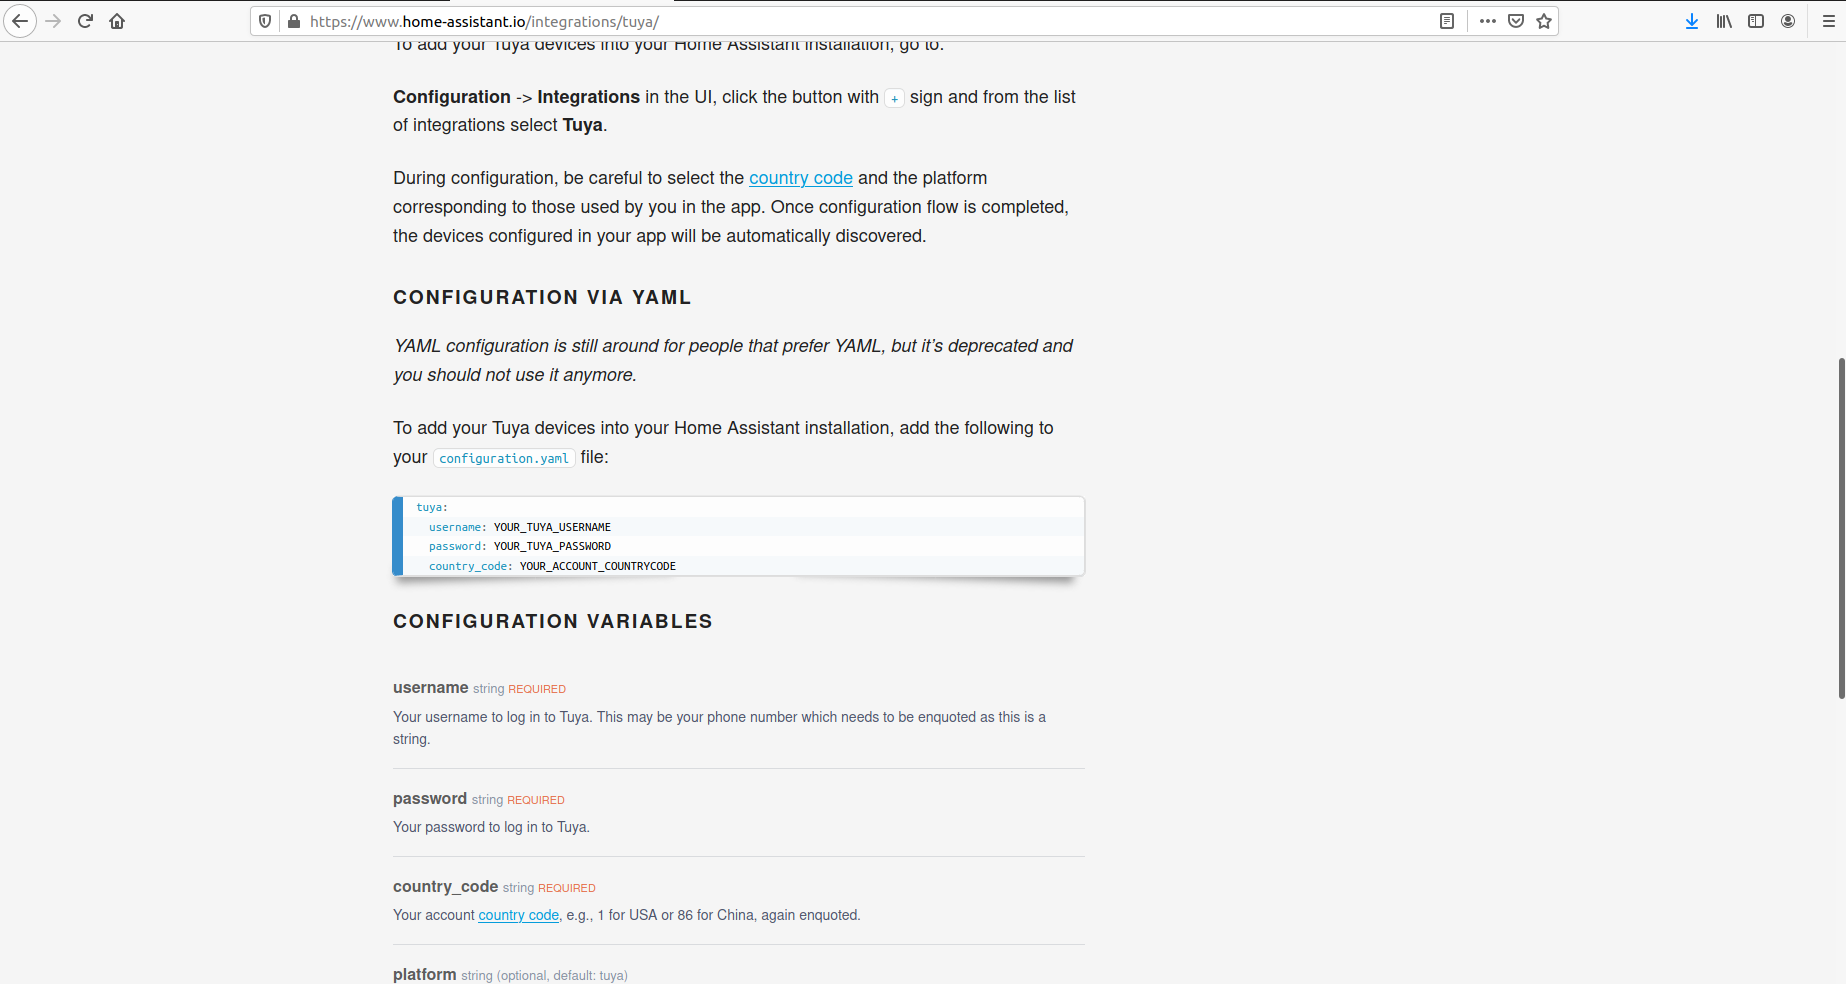 https://www.home-assistant.io/integrations/tuya/
To add your Tuya devices into your Home Assistant installation, go to:
Configuration -> Integrations in the UI, click the button with + sign and from the list
of integrations select Tuya.
During configuration, be careful to select the country code and the platform
corresponding to those used by you in the app. Once configuration flow is completed,
the devices configured in your app will be automatically discovered.
CONFIGURATION VIA YAML
YAML configuration is still around for people that prefer YAML, but it’s deprecated and
you should not use it anymore.
To add your Tuya devices into your Home Assistant installation, add the following to
your configuration.yaml file:
tuya:
  username: YOUR_TUYA_USERNAME
  password: YOUR_TUYA_PASSWORD
  country_code: YOUR_ACCOUNT_COUNTRYCODE
CONFIGURATION VARIABLES
username string REQUIRED
Your username to log in to Tuya. This may be your phone number which needs to be enquoted as this is a
string.
password string REQUIRED
Your password to log in to Tuya.
country_code string REQUIRED
Your account country code, e.g., 1 for USA or 86 for China, again enquoted.
platform string (optional, default: tuya)